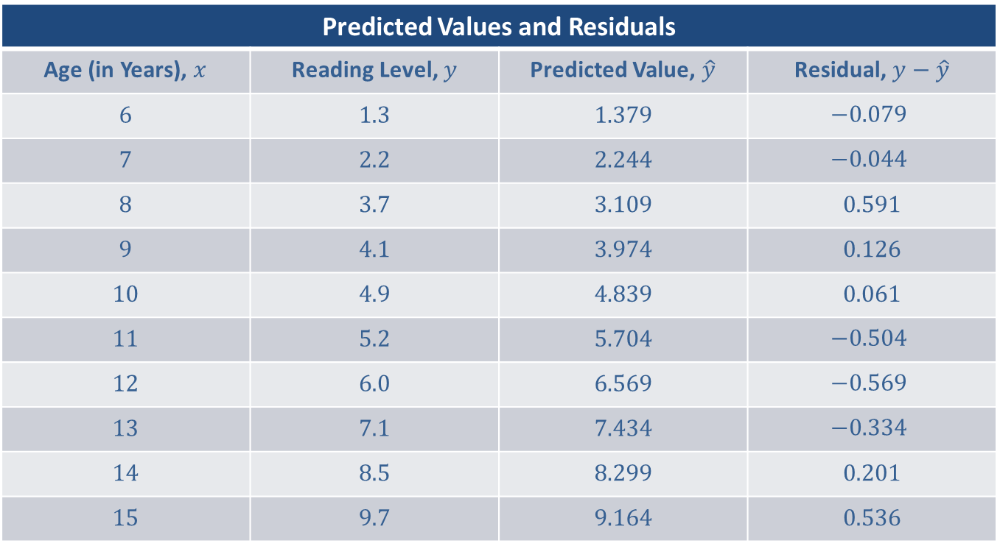 Predicted Values and Residuals
Age (in Years), x Reading Level, y Predicted Value, ŷ Residual, y − ŷ
6 1.3 1.379 −0.079
7 2.2 2.244 −0.044
8 3.7 3.109 0.591
9 4.1 3.974 0.126
10 4.9 4.839 0.061
11 5.2 5.704 −0.504
12 6.0 6.569 −0.569
13 7.1 7.434 −0.334
14 8.5 8.299 0.201
15 9.7 9.164 0.536